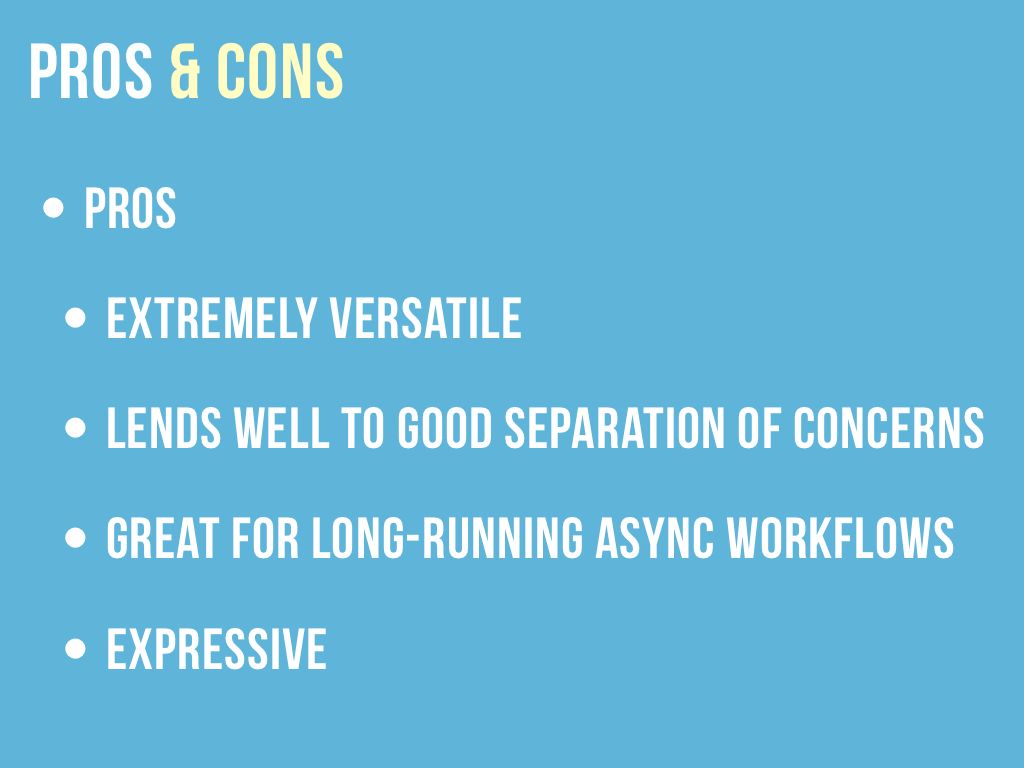 PROS & CONS
• PROS
• EXTREMELY VERSATILE
• LENDS WELL TO GOOD SEPARATION OF CONCERNS
• GREAT FOR LONG-RUNNING ASYNC WORKFLOWS
• EXPRESSIVE